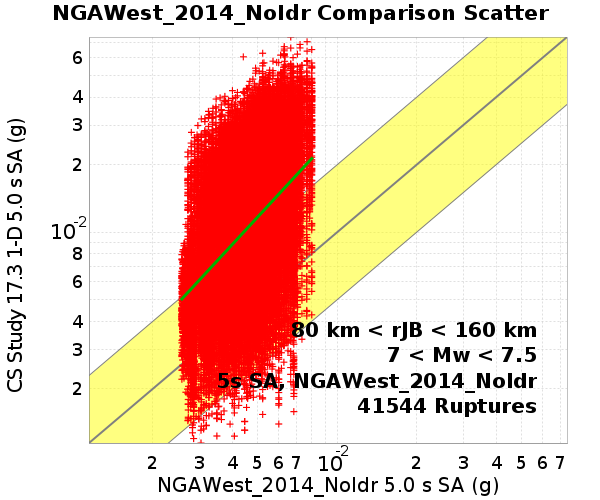 NGAWest_2014_NoIdr Comparison Scatter
CS Study 17.3 1-D 5.0 s SA (g)
6
4
3
2
10-2
8
6
4
3
2
80 km < rJB < 160 km
7 < Mw < 7.5
5s SA, NGAWest_2014_NoIdr
41544 Ruptures
2 3 4 5 6 7 10-2 2 3 4 5 6 7
NGAWest_2014_NoIdr 5.0 s SA (g)